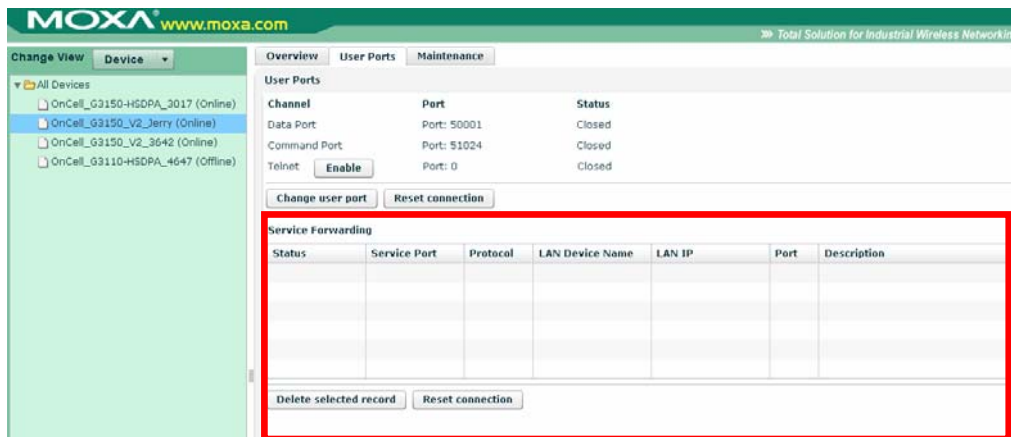 MOXA® www.moxa.com
Total Solution for Industrial Wireless Networkin
Change View Device
All Devices
OnCell_G3150-HSDPA_3017 (Online)
OnCell_G3150_V2_Jerry (Online)
OnCell_G3150_V2_3642 (Online)
OnCell_G3110-HSDPA_4647 (Offline)
Overview User Ports Maintenance
User Ports
Channel Port Status
Data Port Port: 50001 Closed
Command Port Port: 51024 Closed
Telnet Enable Port: 0 Closed
Change user port Reset connection
Service Forwarding
Status Service Port Protocol LAN Device Name LAN IP Port Description
Delete selected record Reset connection